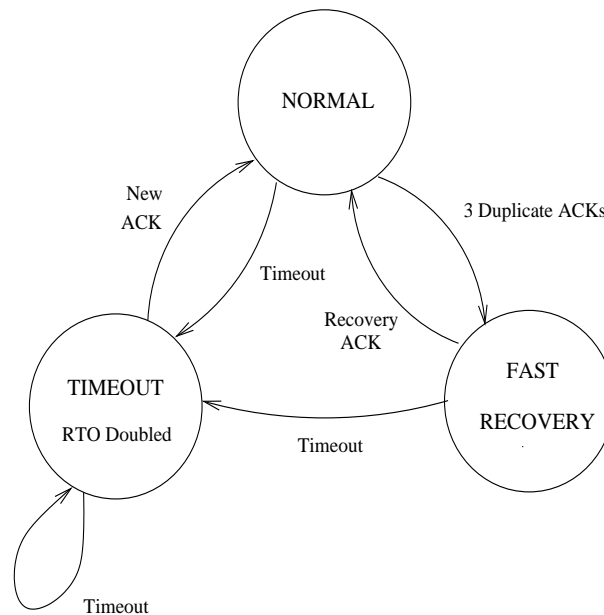 NORMAL
New
ACK
3 Duplicate ACKs
Timeout
Recovery
ACK
FAST
RECOVERY
TIMEOUT
RTO Doubled
Timeout
Timeout